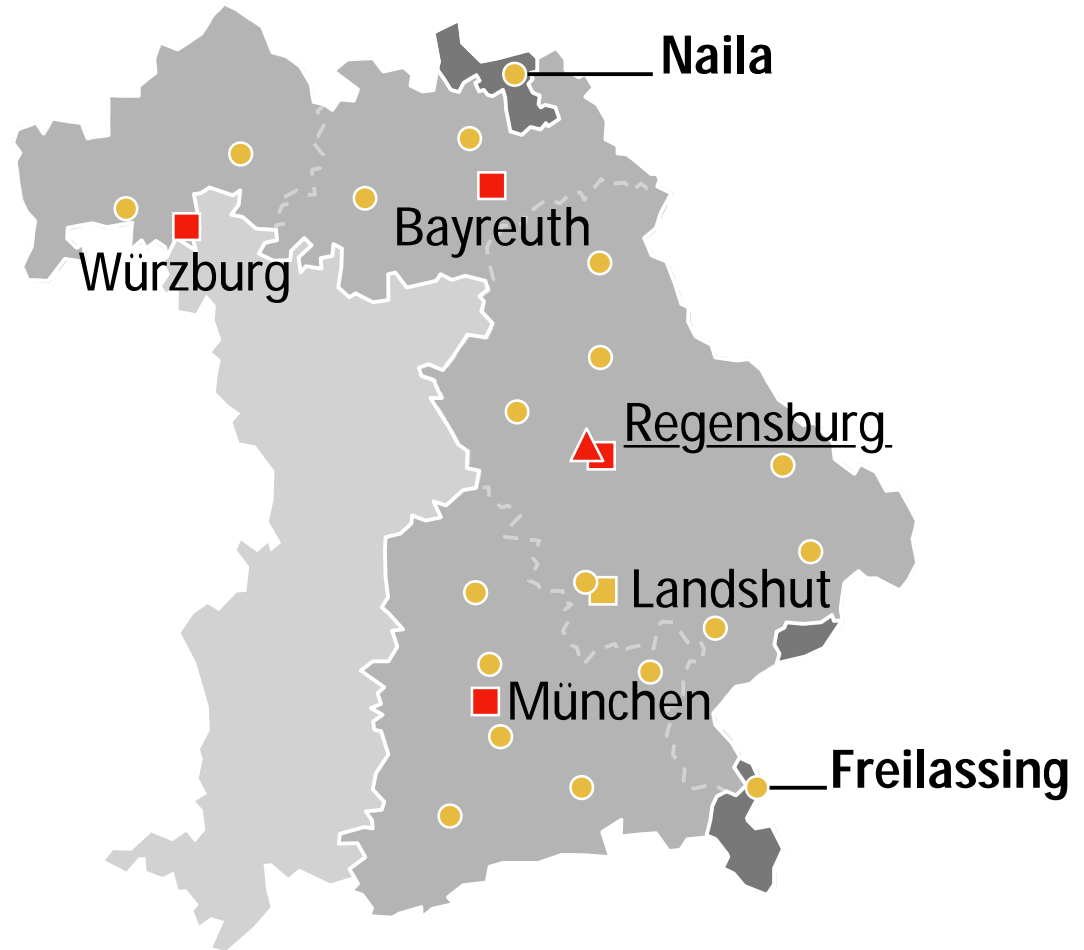 Naila
Bayreuth
Würzburg
Regensburg
Landshut
München
Freilassing